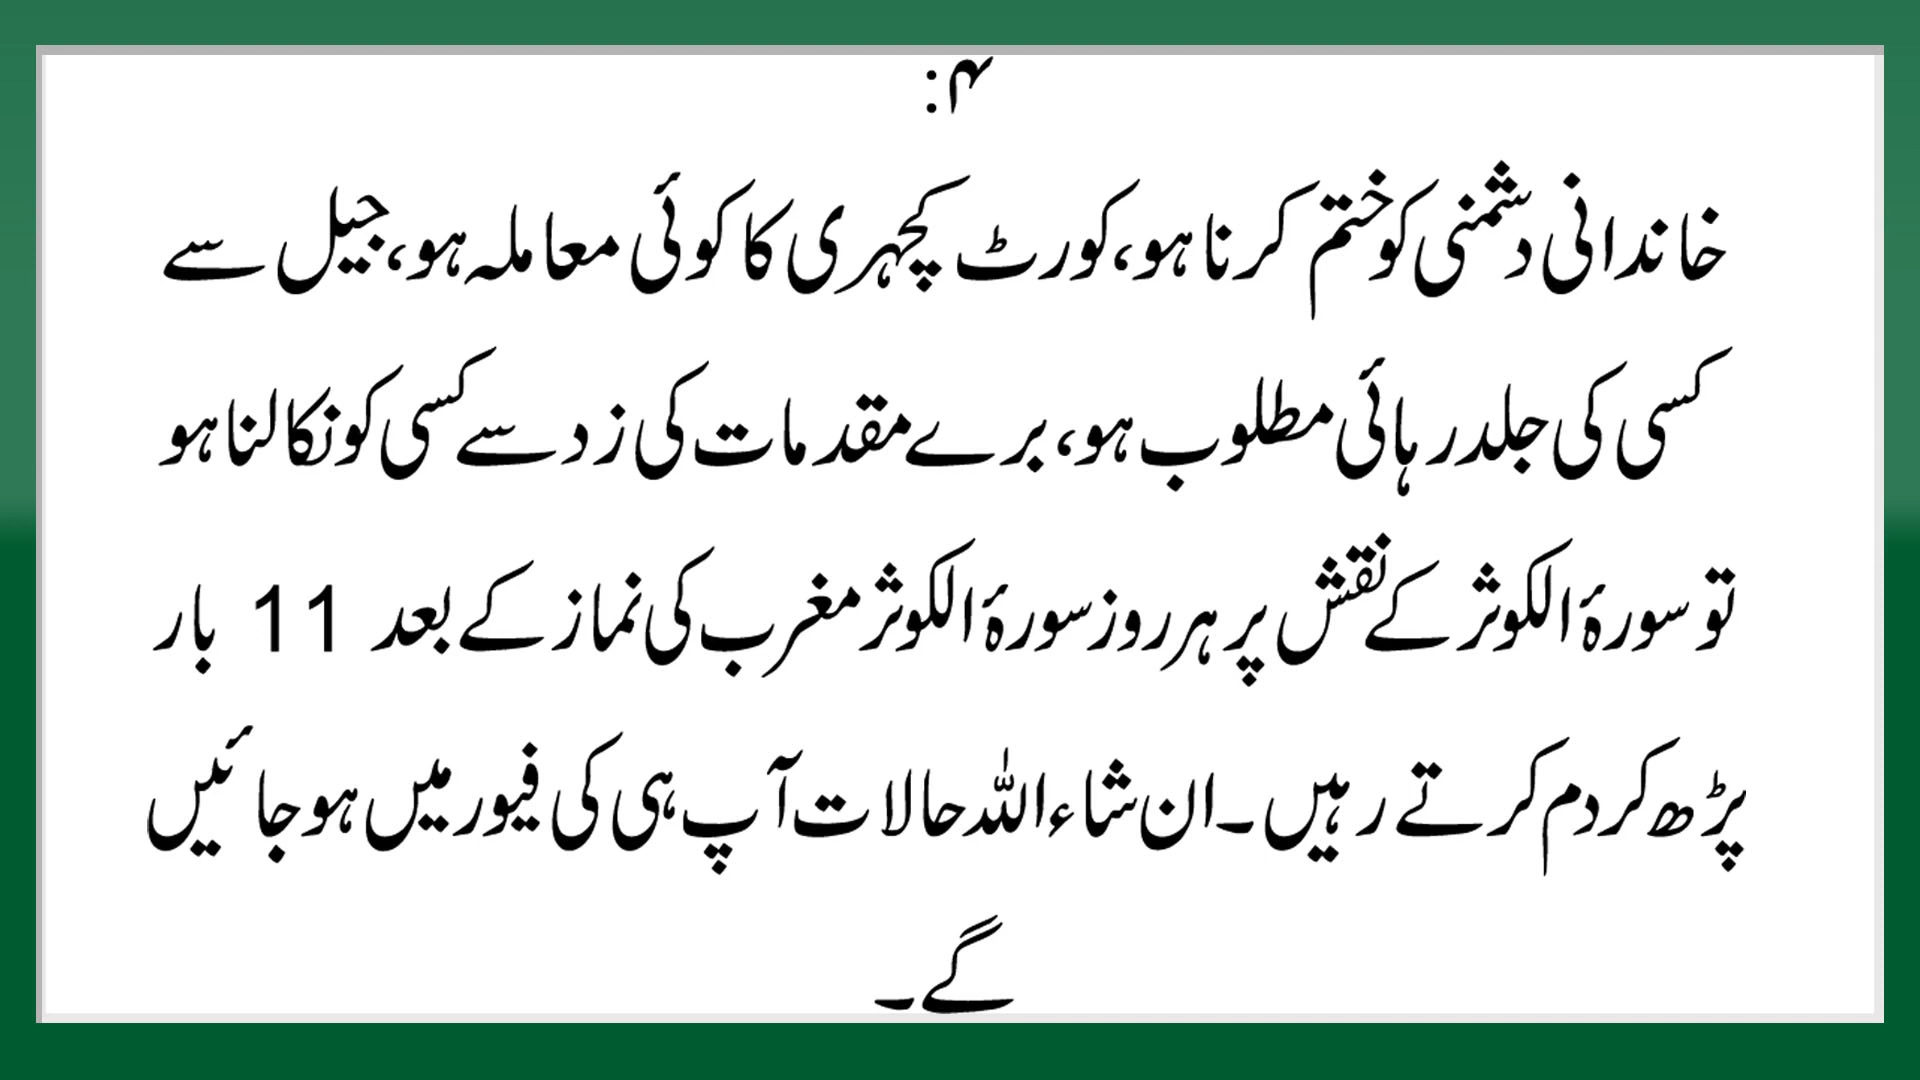 ۴:
خاندانی دشمنی کو ختم کرنا ہو، کورٹ کچہری کا کوئی معاملہ ہو، جیل سے
کسی کی جلد رہائی مطلوب ہو، برے مقدمات کی زد سے کسی کو نکالنا ہو
تو سورۂ الکوثر کے نقش پر ہر روز سورۂ الکوثر مغرب کی نماز کے بعد 11 بار
پڑھ کر دم کرتے رہیں۔ ان شاء اللہ حالات آپ ہی کی فیور میں ہو جائیں
گے۔